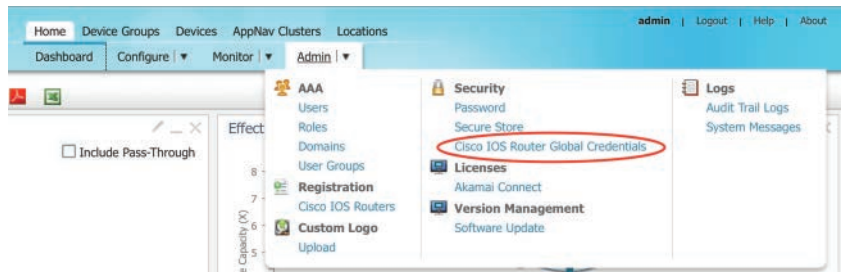 admin | Logout | Help | About
Home Device Groups Devices AppNav Clusters Locations
Dashboard Configure | ▼ Monitor | ▼ Admin | ▼
AAA
Users
Roles
Domains
User Groups
Registration
Cisco IOS Routers
Custom Logo
Upload
Security
Password
Secure Store
Cisco IOS Router Global Credentials
Licenses
Akamai Connect
Version Management
Software Update
Logs
Audit Trail Logs
System Messages
Include Pass-Through
Effect
8
7
6
5
Capacity (X)